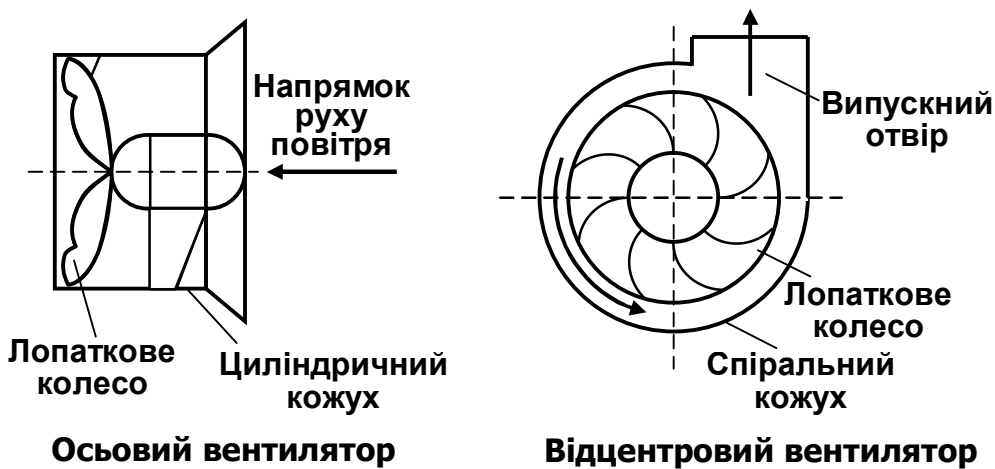 Напрямок
руху
повітря
Лопаткове
колесо
Циліндричний
кожух
Осьовий вентилятор
Випускний
отвір
Лопаткове
колесо
Спіральний
кожух
Відцентровий вентилятор